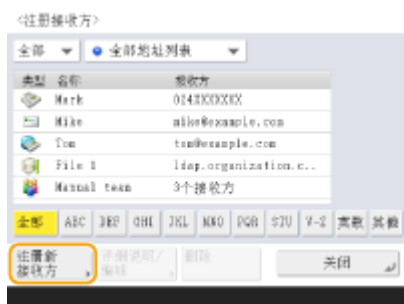 <注册接收方>
全部 全部地址列表
类型 名称 接收方
Mark 024XXXXXXX
Mike mike@example.com
Tom tom@example.com
File 1 ldap.organization.c..
Manual team 3个接收方
全部 ABC DEF GHI JKL MNO PQR STU V-Z 其他
注册新 详细说明/ 删除 关闭
接收方 编辑